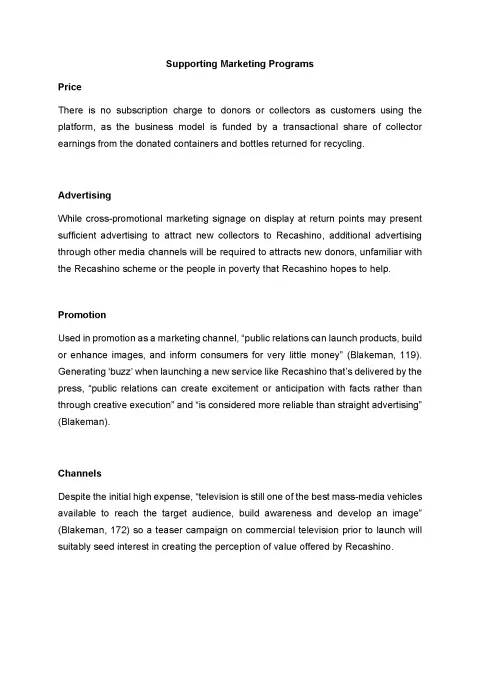 Supporting Marketing Programs
Price
There is no subscription charge to donors or collectors as customers using the
platform, as the business model is funded by a transactional share of collector
earnings from the donated containers and bottles returned for recycling.
Advertising
While cross-promotional marketing signage on display at return points may present
sufficient advertising to attract new collectors to Recashino, additional advertising
through other media channels will be required to attracts new donors, unfamiliar with
the Recashino scheme or the people in poverty that Recashino hopes to help.
Promotion
Used in promotion as a marketing channel, “public relations can launch products, build
or enhance images, and inform consumers for very little money” (Blakeman, 119).
Generating ‘buzz’ when launching a new service like Recashino that’s delivered by the
press, “public relations can create excitement or anticipation with facts rather than
through creative execution” and “is considered more reliable than straight advertising”
(Blakeman).
Channels
Despite the initial high expense, “television is still one of the best mass-media vehicles
available to reach the target audience, build awareness and develop an image”
(Blakeman, 172) so a teaser campaign on commercial television prior to launch will
suitably seed interest in creating the perception of value offered by Recashino.